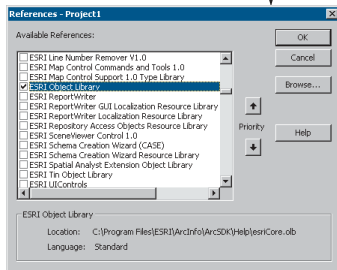 References - Project1
Available References:
ESRI Line Number Remover V1.0
ESRI Map Control Commands and Tools 1.0
ESRI Map Control Support 1.0 Type Library
ESRI Object Library
ESRI ReportWriter
ESRI ReportWriter GUI Localization Resource Library
ESRI ReportWriter Localization Resource Library
ESRI Repository Access Objects Resource Library
ESRI SceneViewer Control 1.0
ESRI Schema Creation Wizard (CASE)
ESRI Schema Creation Wizard Resource Library
ESRI Spatial Analyst Extension Object Library
ESRI Tin Object Library
ESRI UIControls
OK
Cancel
Browse...
Priority
Help
ESRI Object Library
Location: C:\Program Files\ESRI\ArcInfo\ArcSDK\Help\esriCore.olb
Language: Standard